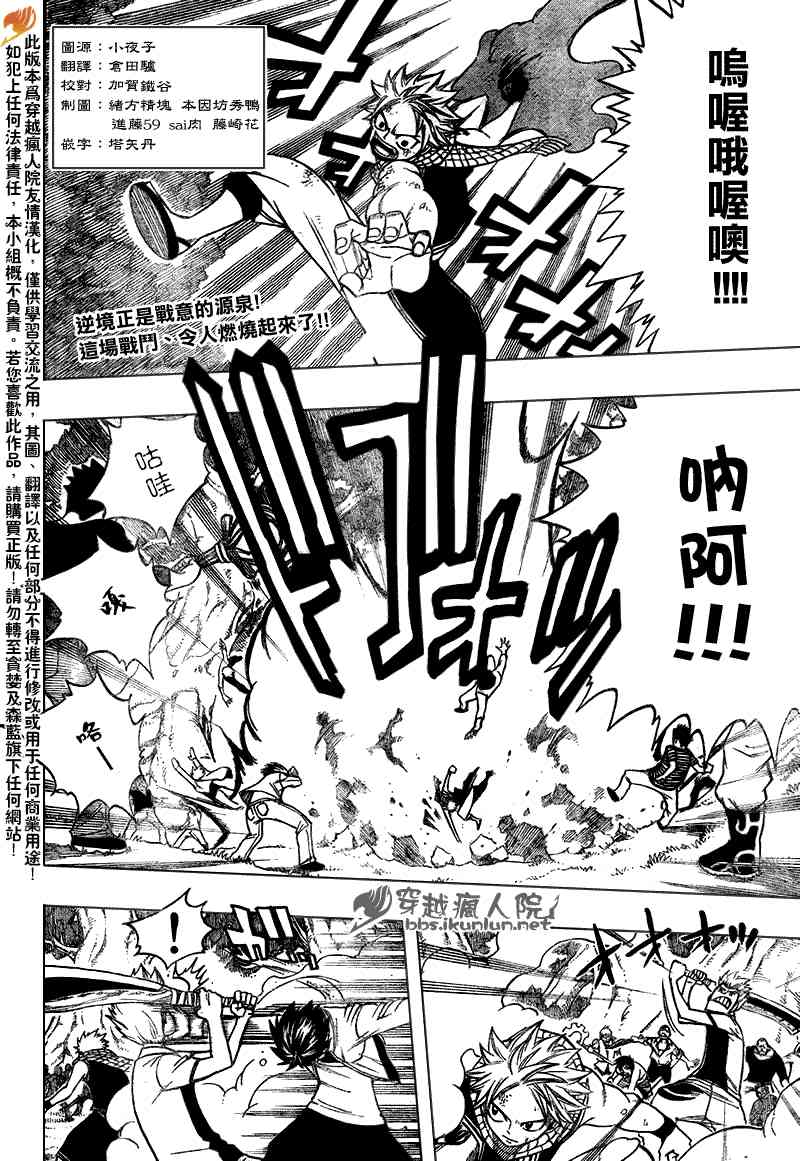 圖源：小夜子
翻譯：倉田驢
校對：加賀鐵谷
制圖：緒方精塊 本因坊秀鴨
進藤59 sai肉 藤崎花
嵌字：塔矢丹
嗚喔哦喔噢!!!!
逆境正是戰意的源泉!
這場戰鬥、令人燃燒起來了!!
吶阿!!!
咕哇
咯—
!
穿越瘋人院
bbs.ikunlun.net
此版本爲穿越瘋人院友情漢化，僅供學習交流之用，其圖、翻譯以及任何部分不得進行修改或用于任何商業用途！
如犯上任何法律責任，本小組概不負責。若您喜歡此作品，請購買正版！請勿轉至貪婪及森藍旗下任何網站！